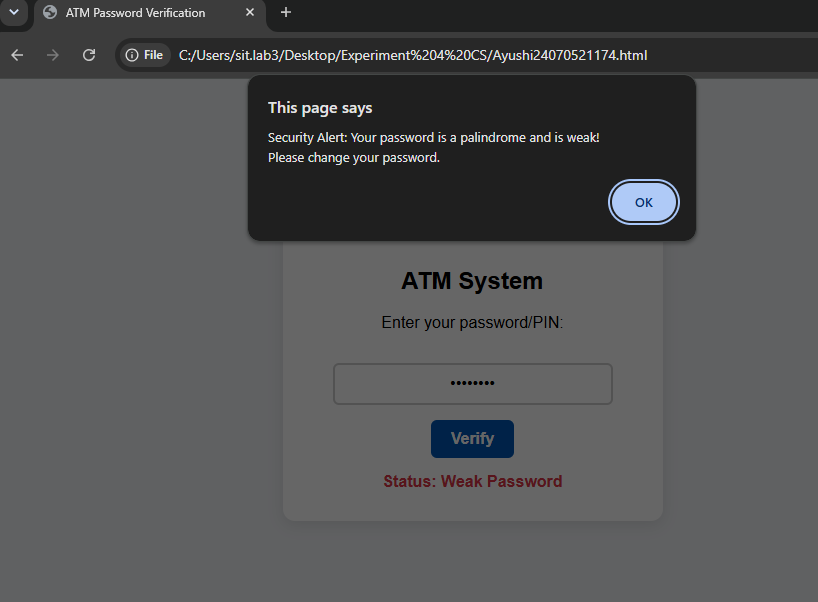 ATM Password Verification
File C:/Users/sit.lab3/Desktop/Experiment%204%20CS/Ayushi24070521174.html
This page says
Security Alert: Your password is a palindrome and is weak!
Please change your password.
OK
ATM System
Enter your password/PIN:
••••••••
Verify
Status: Weak Password